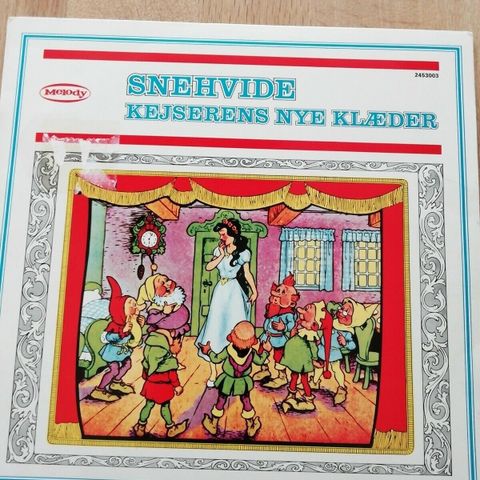 Melody
SNEHVIDE
KEJSERENS NYE KLÆDER
2453003